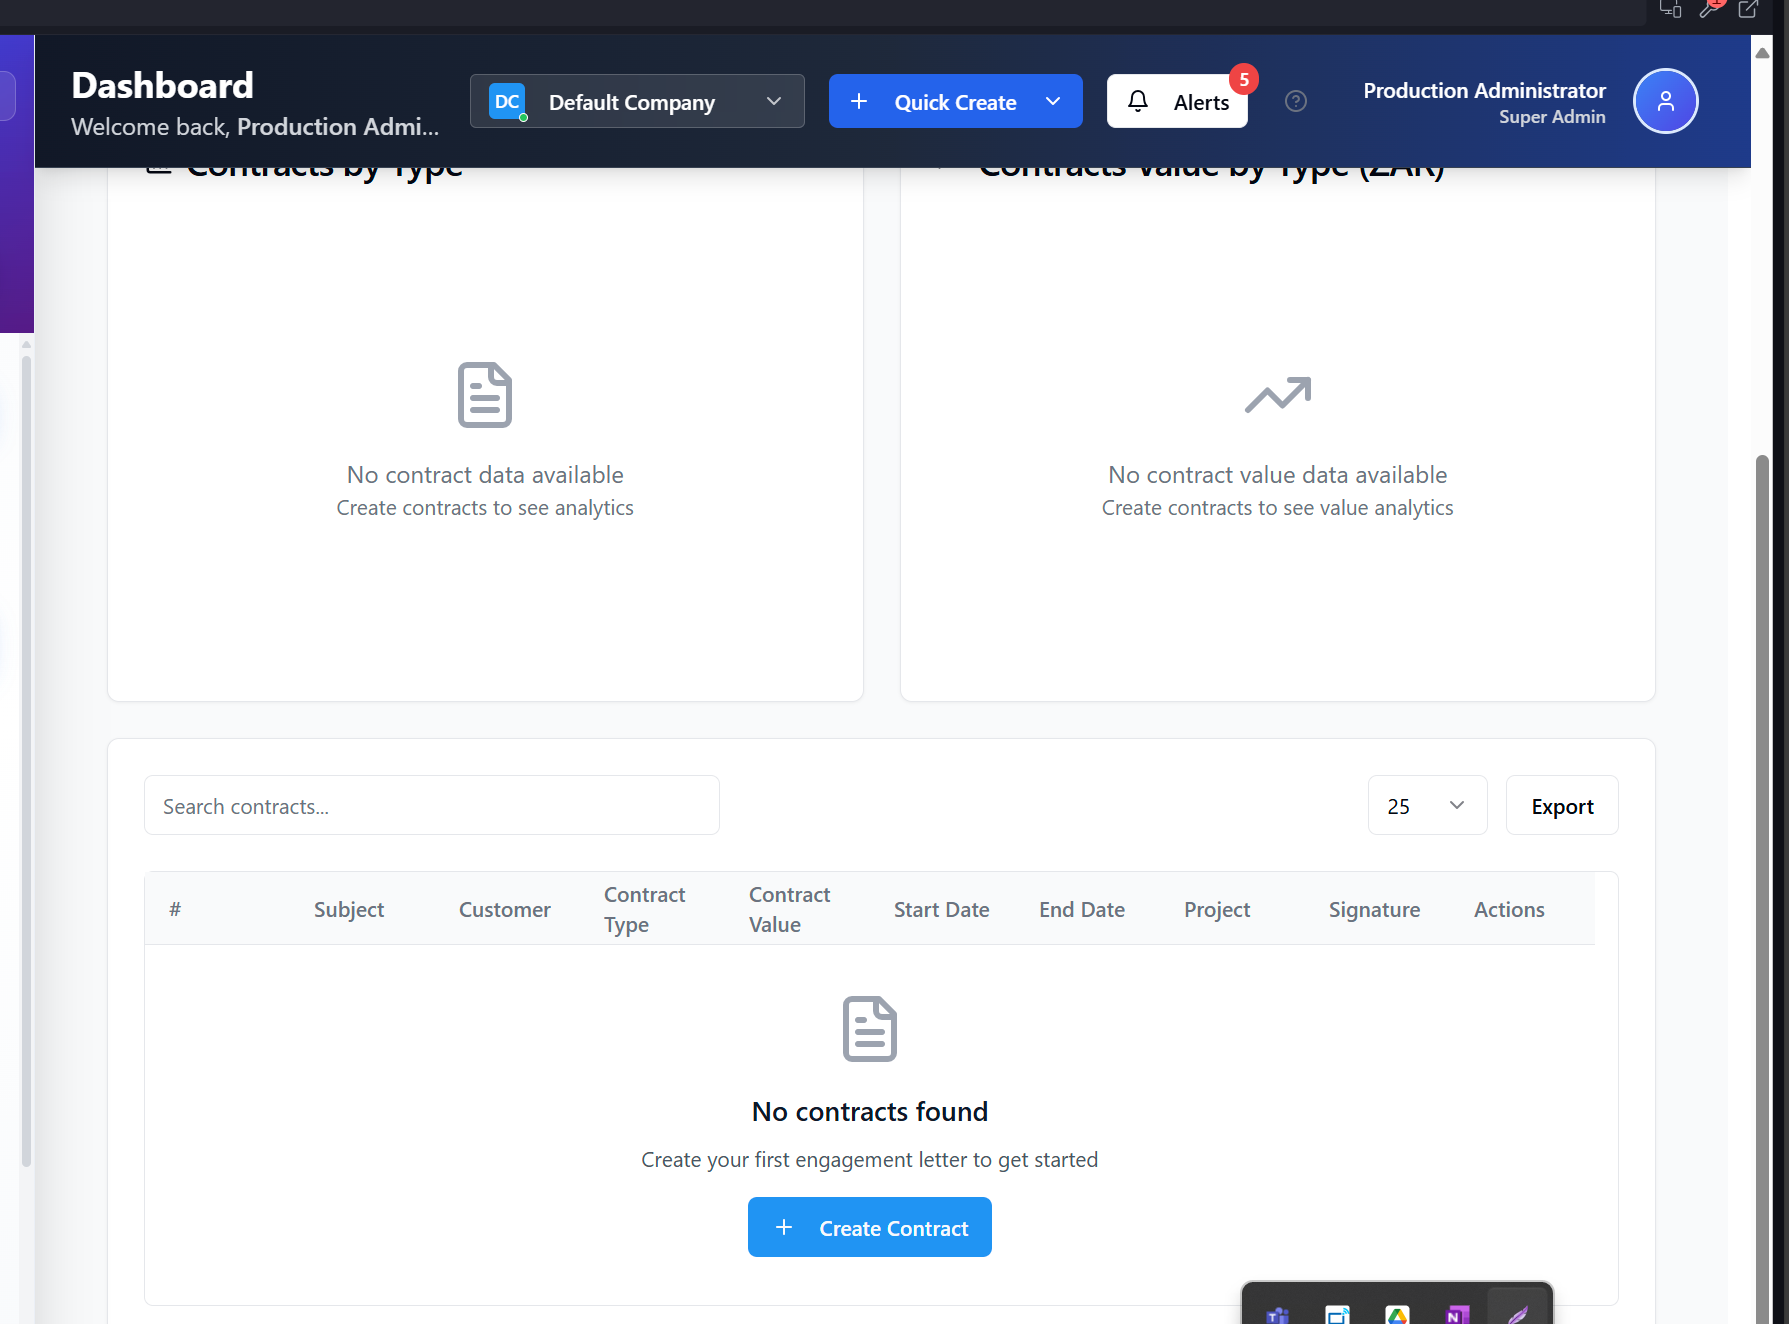 Dashboard
Welcome back, Production Admi...
DC
Default Company
Quick Create
Alerts
5
Production Administrator
Super Admin
Contracts by Type
Contracts Value by Type (ZAR)
No contract data available
Create contracts to see analytics
No contract value data available
Create contracts to see value analytics
Search contracts...
25
Export
# Subject Customer Contract Type Contract Value Start Date End Date Project Signature Actions
No contracts found
Create your first engagement letter to get started
Create Contract